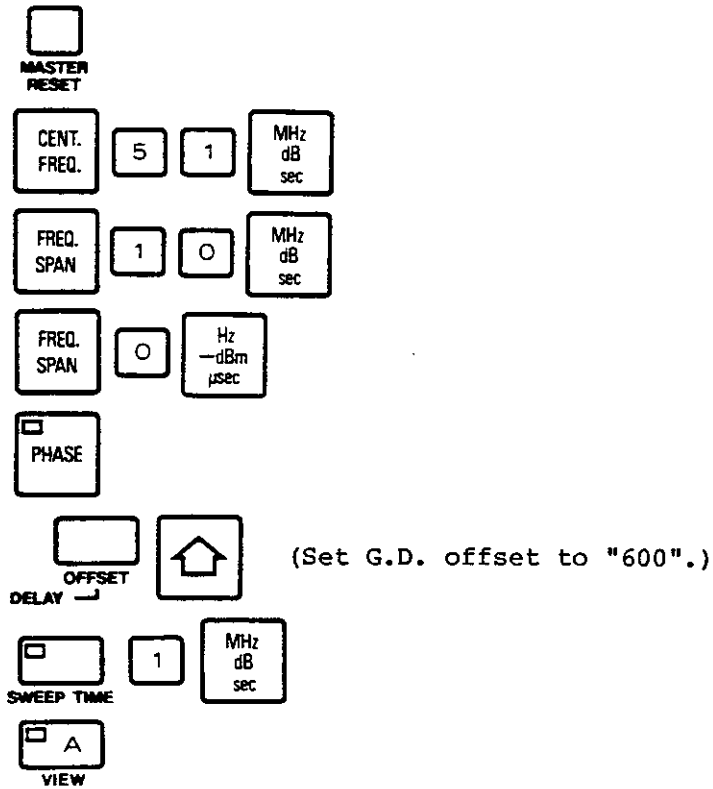 MASTER
RESET
CENT.
FREQ.
5
1
MHz
dB
sec
FREQ.
SPAN
1
0
MHz
dB
sec
FREQ.
SPAN
0
Hz
—dBm
µsec
PHASE
OFFSET
DELAY
(Set G.D. offset to "600".)
SWEEP TIME
1
MHz
dB
sec
A
VIEW